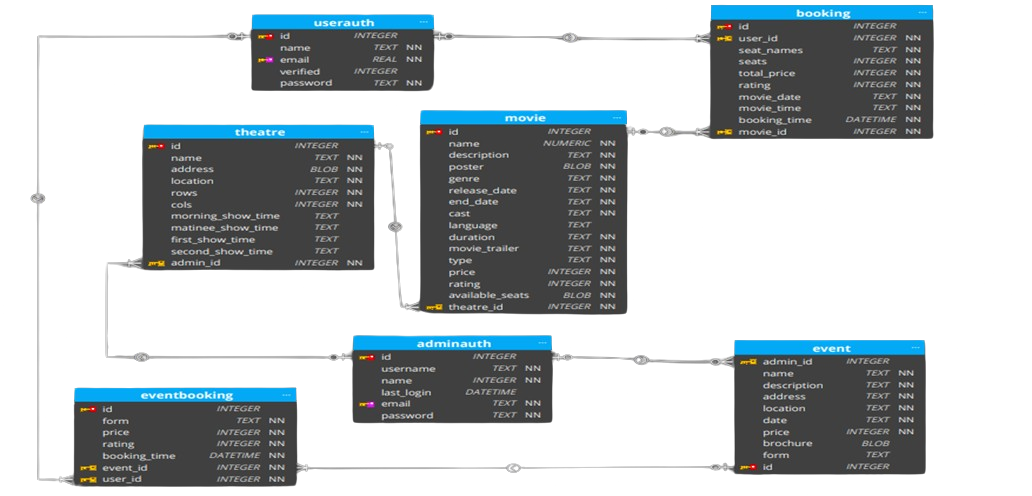 userauth ...
id INTEGER
name TEXT NN
email REAL NN
verified INTEGER
password TEXT NN
booking ...
id INTEGER
user_id INTEGER NN
seat_names TEXT NN
seats INTEGER NN
total_price INTEGER NN
rating INTEGER NN
movie_date TEXT NN
movie_time TEXT NN
booking_time DATETIME NN
movie_id INTEGER NN
theatre ...
id INTEGER
name TEXT NN
address BLOB NN
location TEXT NN
rows INTEGER NN
cols INTEGER NN
morning_show_time TEXT
matinee_show_time TEXT
first_show_time TEXT
second_show_time TEXT
admin_id INTEGER NN
movie ...
id INTEGER
name NUMERIC NN
description TEXT NN
poster BLOB NN
genre TEXT NN
release_date TEXT NN
end_date TEXT NN
cast TEXT NN
language TEXT
duration TEXT NN
movie_trailer TEXT NN
type TEXT NN
price INTEGER NN
rating INTEGER NN
available_seats BLOB NN
theatre_id INTEGER NN
adminauth ...
id INTEGER
username TEXT NN
name INTEGER NN
last_login DATETIME
email TEXT NN
password TEXT NN
event ...
admin_id INTEGER
name TEXT NN
description TEXT NN
address TEXT NN
location TEXT NN
date TEXT NN
price INTEGER NN
brochure BLOB
form TEXT
id INTEGER
eventbooking ...
id INTEGER
form TEXT NN
price INTEGER NN
rating INTEGER NN
booking_time DATETIME NN
event_id INTEGER NN
user_id INTEGER NN